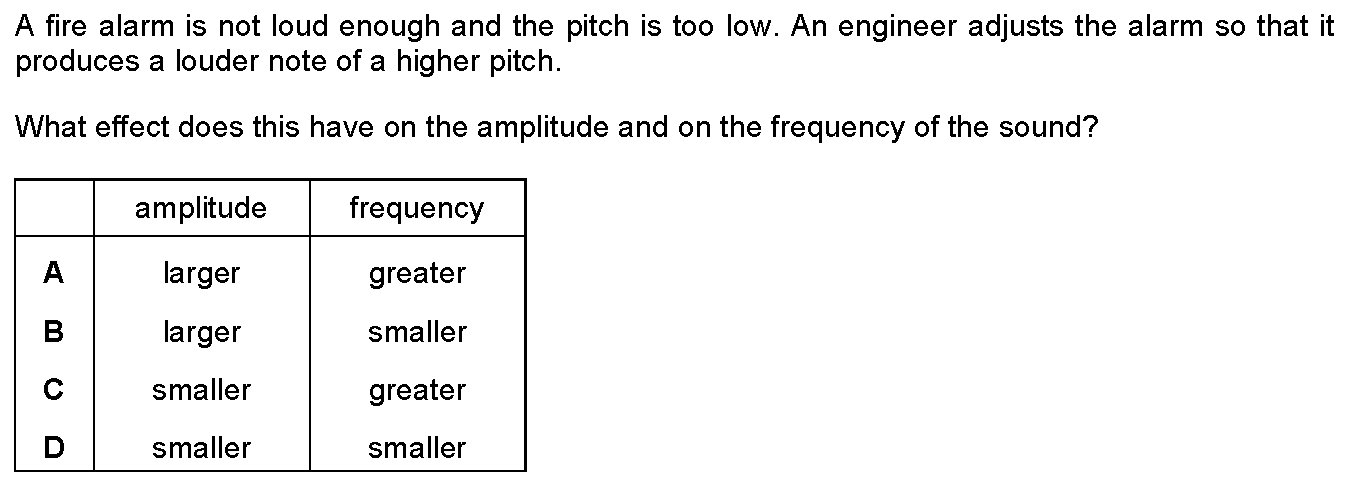 A fire alarm is not loud enough and the pitch is too low. An engineer adjusts the alarm so that it
produces a louder note of a higher pitch.
What effect does this have on the amplitude and on the frequency of the sound?
amplitude frequency
A larger greater
B larger smaller
C smaller greater
D smaller smaller